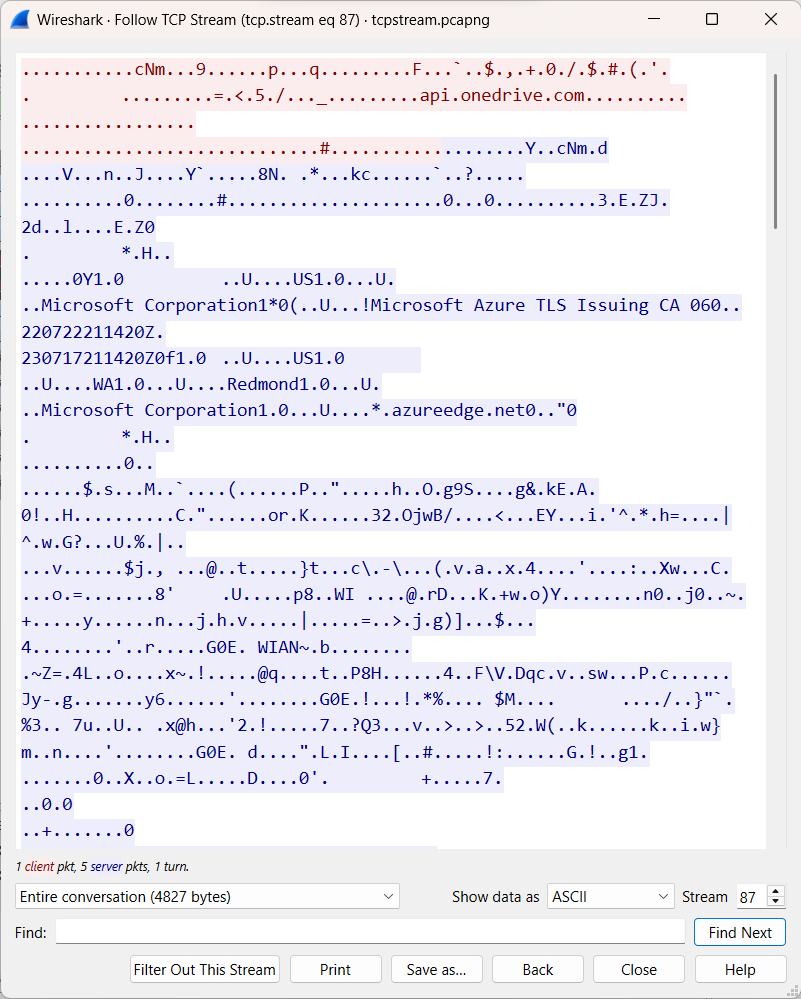 Wireshark · Follow TCP Stream (tcp.stream eq 87) · tcpstream.pcapng
...........cNm...9......p...q.........F...`..$.,.+.0./.$.#.(.'.
.         .........=.<.5./..._.........api.onedrive.com..........
.................
...........................#....................Y..cNm.d
....V...n..J....Y`.....8N. .*...kc......`..?.....
..........0........#.....................0...0..........3.E.ZJ.
2d..l....E.Z0
.         *.H..
.....0Y1.0         ..U....US1.0...U.
..Microsoft Corporation1*0(..U...!Microsoft Azure TLS Issuing CA 060..
220722211420Z.
230717211420Z0f1.0 ..U....US1.0
..U....WA1.0...U....Redmond1.0...U.
..Microsoft Corporation1.0...U....*.azureedge.net0.."0
.         *.H..
..........0..
......$.s...M..`....(......P..".....h..O.g9S....g&.kE.A.
0!..H..........C."......or.K......32.OjwB/....<...EY...i.'^.*.h=....|
^.w.G?...U.%.|..
...v......$j., ...@..t.....}t...c\.-\...(.v.a..x.4....'....:..Xw...C.
...o.=.......8'     .U.....p8..WI ....@.rD...K.+w.o)Y........n0..j0..~.
+.....y......n...j.h.v.....|.....=..>.j.g)]...$...
4........'..r.....G0E. WIAN~.b........
.~Z=.4L..o....x~.!.....@q....t..P8H......4..F\V.Dqc.v..sw...P.c......
Jy-.g.......y6......'........G0E.!...!.*%.... $M....       ..../..}"`.
%3.. 7u..U.. .x@h...'2.!.....7..?Q3...v..>..>..52.W(..k......k..i.w}
m..n....'........G0E. d....".L.I....[..#.....!:......G.!..g1.
.......0..X..o.=L.....D....0'.         +.....7.
..0.0
..+.......0
1 client pkt, 5 server pkts, 1 turn.
Entire conversation (4827 bytes) Show data as ASCII Stream 87
Find: Find Next
Filter Out This Stream Print Save as... Back Close Help